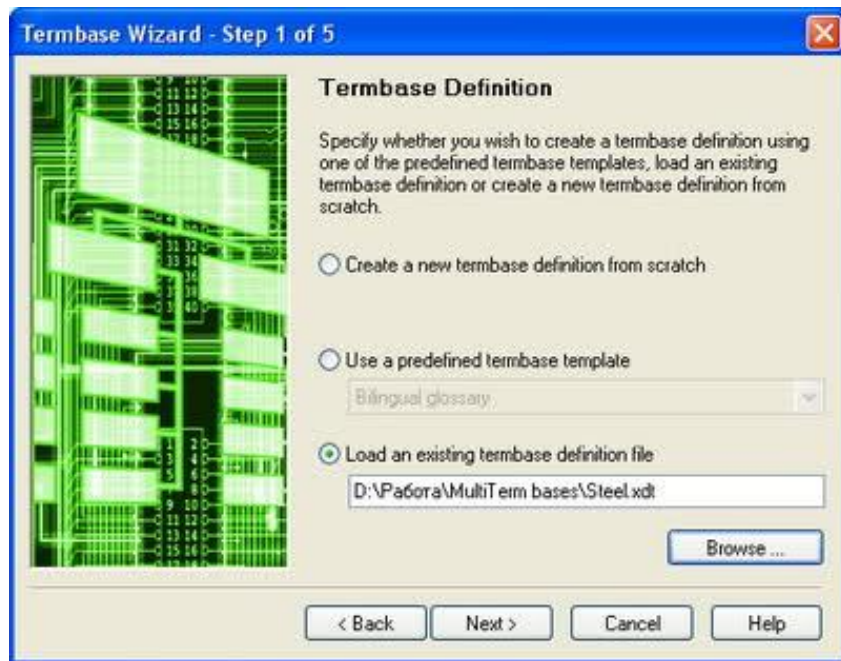 Termbase Wizard - Step 1 of 5
Termbase Definition
Specify whether you wish to create a termbase definition using
one of the predefined termbase templates, load an existing
termbase definition or create a new termbase definition from
scratch.
Create a new termbase definition from scratch
Use a predefined termbase template
Bilingual glossary
Load an existing termbase definition file
D:\Работа\MultiTerm bases\Steel.xdt
Browse ...
< Back
Next >
Cancel
Help